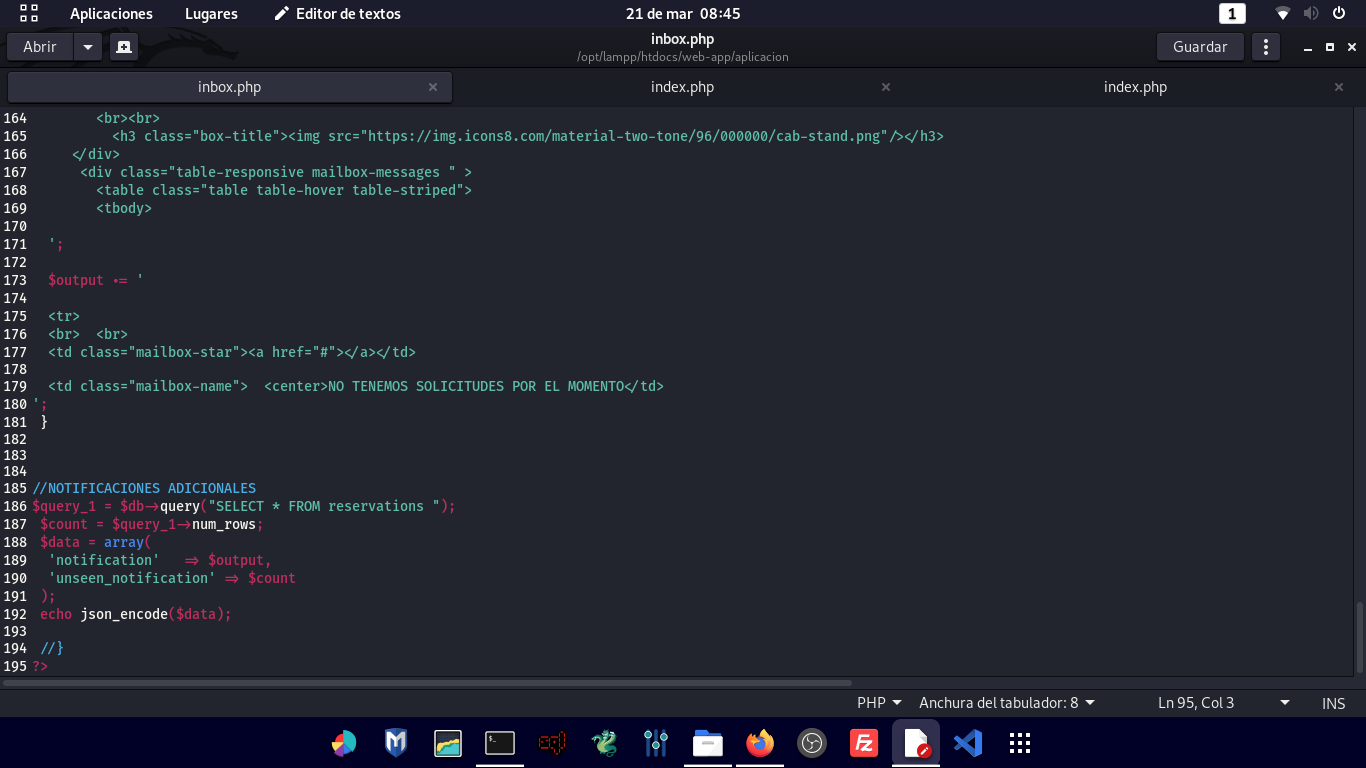 Aplicaciones Lugares Editor de textos 21 de mar 08:45 1
Abrir inbox.php Guardar
/opt/lampp/htdocs/web-app/aplicacion
inbox.php × index.php × index.php ×
164 <br><br>
165 <h3 class="box-title"><img src="https://img.icons8.com/material-two-tone/96/000000/cab-stand.png"/></h3>
166 </div>
167 <div class="table-responsive mailbox-messages " >
168 <table class="table table-hover table-striped">
169 <tbody>
170
171 ';
172
173 $output .= '
174
175 <tr>
176 <br> <br>
177 <td class="mailbox-star"><a href="#"></a></td>
178
179 <td class="mailbox-name"> <center>NO TENEMOS SOLICITUDES POR EL MOMENTO</td>
180 ';
181 }
182
183
184
185 //NOTIFICACIONES ADICIONALES
186 $query_1 = $db->query("SELECT * FROM reservations ");
187 $count = $query_1->num_rows;
188 $data = array(
189 'notification' => $output,
190 'unseen_notification' => $count
191 );
192 echo json_encode($data);
193
194 //}
195 ?>
PHP Anchura del tabulador: 8 Ln 95, Col 3 INS
$_ sql Fz